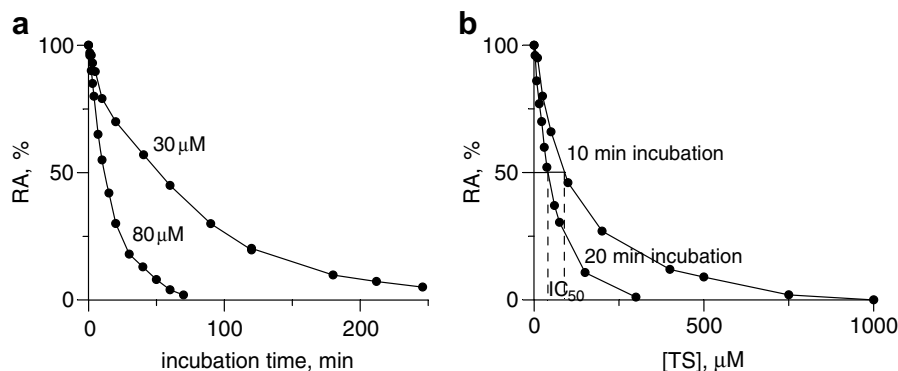 a
100
50
0
RA, %
30 µM
80 µM
0
100
200
incubation time, min
b
100
50
0
RA, %
10 min incubation
20 min incubation
IC50
0
500
1000
[TS], µM